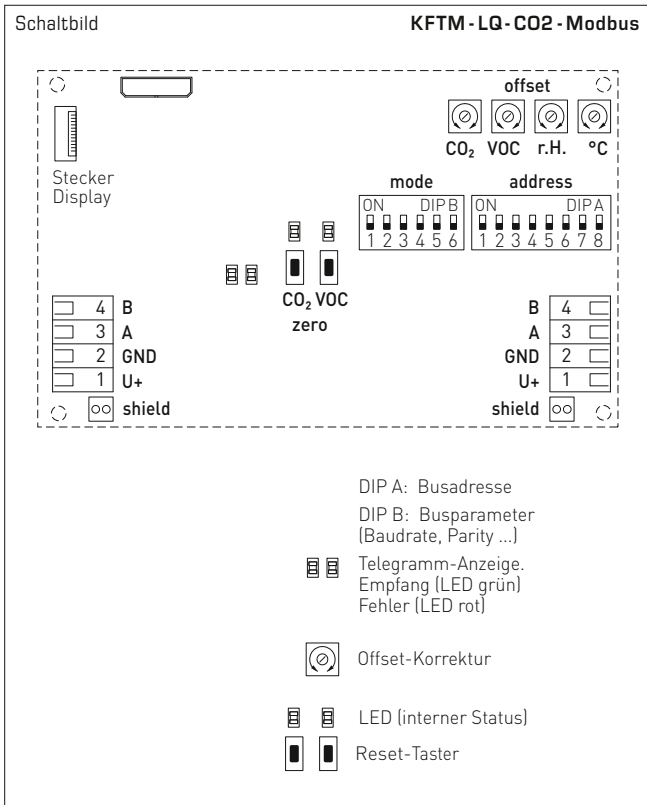 Schaltbild KFTM - LQ - CO2 - Modbus
offset
CO₂ VOC r.H. °C
Stecker
Display
mode address
ON DIP B ON DIP A
1 2 3 4 5 6 1 2 3 4 5 6 7 8
CO₂ VOC
zero
4 B B 4
3 A A 3
2 GND GND 2
1 U+ U+ 1
shield shield
DIP A: Busadresse
DIP B: Busparameter
(Baudrate, Parity ...)
Telegramm-Anzeige.
Empfang (LED grün)
Fehler (LED rot)
Offset-Korrektur
LED (interner Status)
Reset-Taster